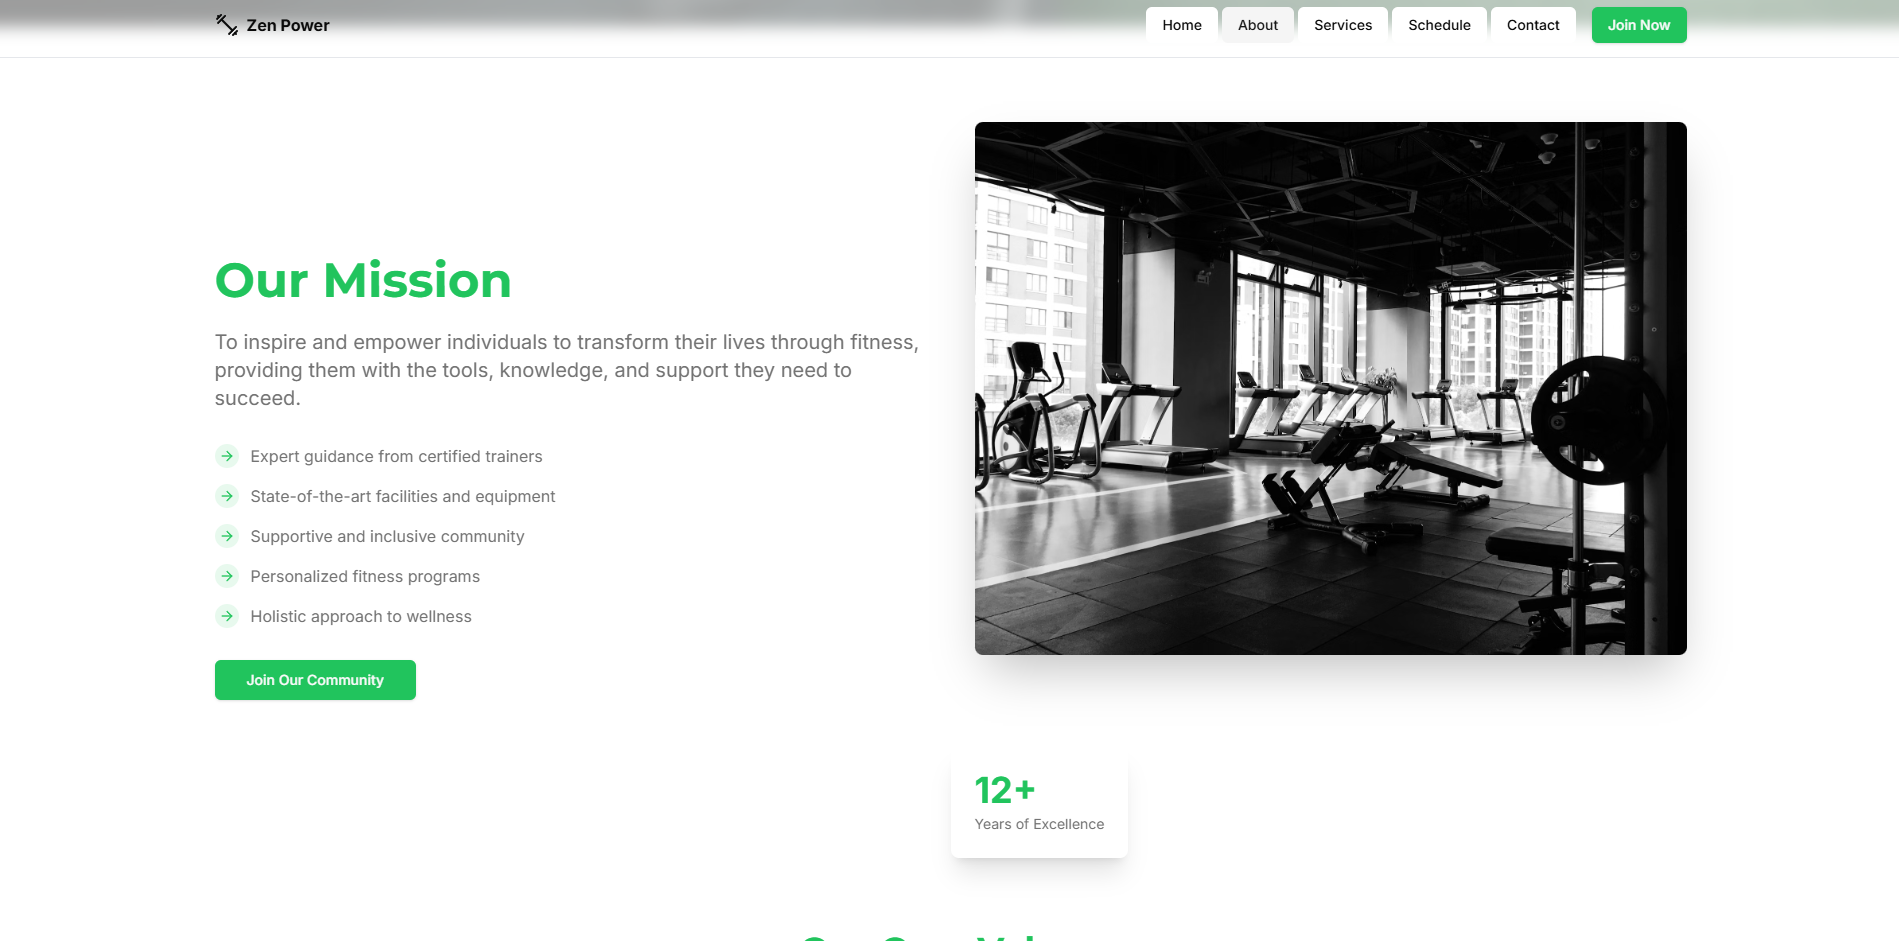 Zen Power
Home
About
Services
Schedule
Contact
Join Now
Our Mission
To inspire and empower individuals to transform their lives through fitness,
providing them with the tools, knowledge, and support they need to
succeed.
Expert guidance from certified trainers
State-of-the-art facilities and equipment
Supportive and inclusive community
Personalized fitness programs
Holistic approach to wellness
Join Our Community
12+
Years of Excellence